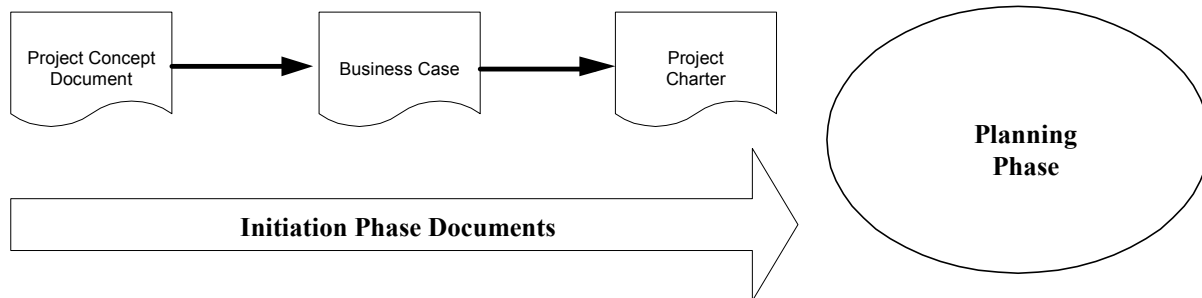 Project Concept
Document
Business Case
Project
Charter
Planning
Phase
Initiation Phase Documents